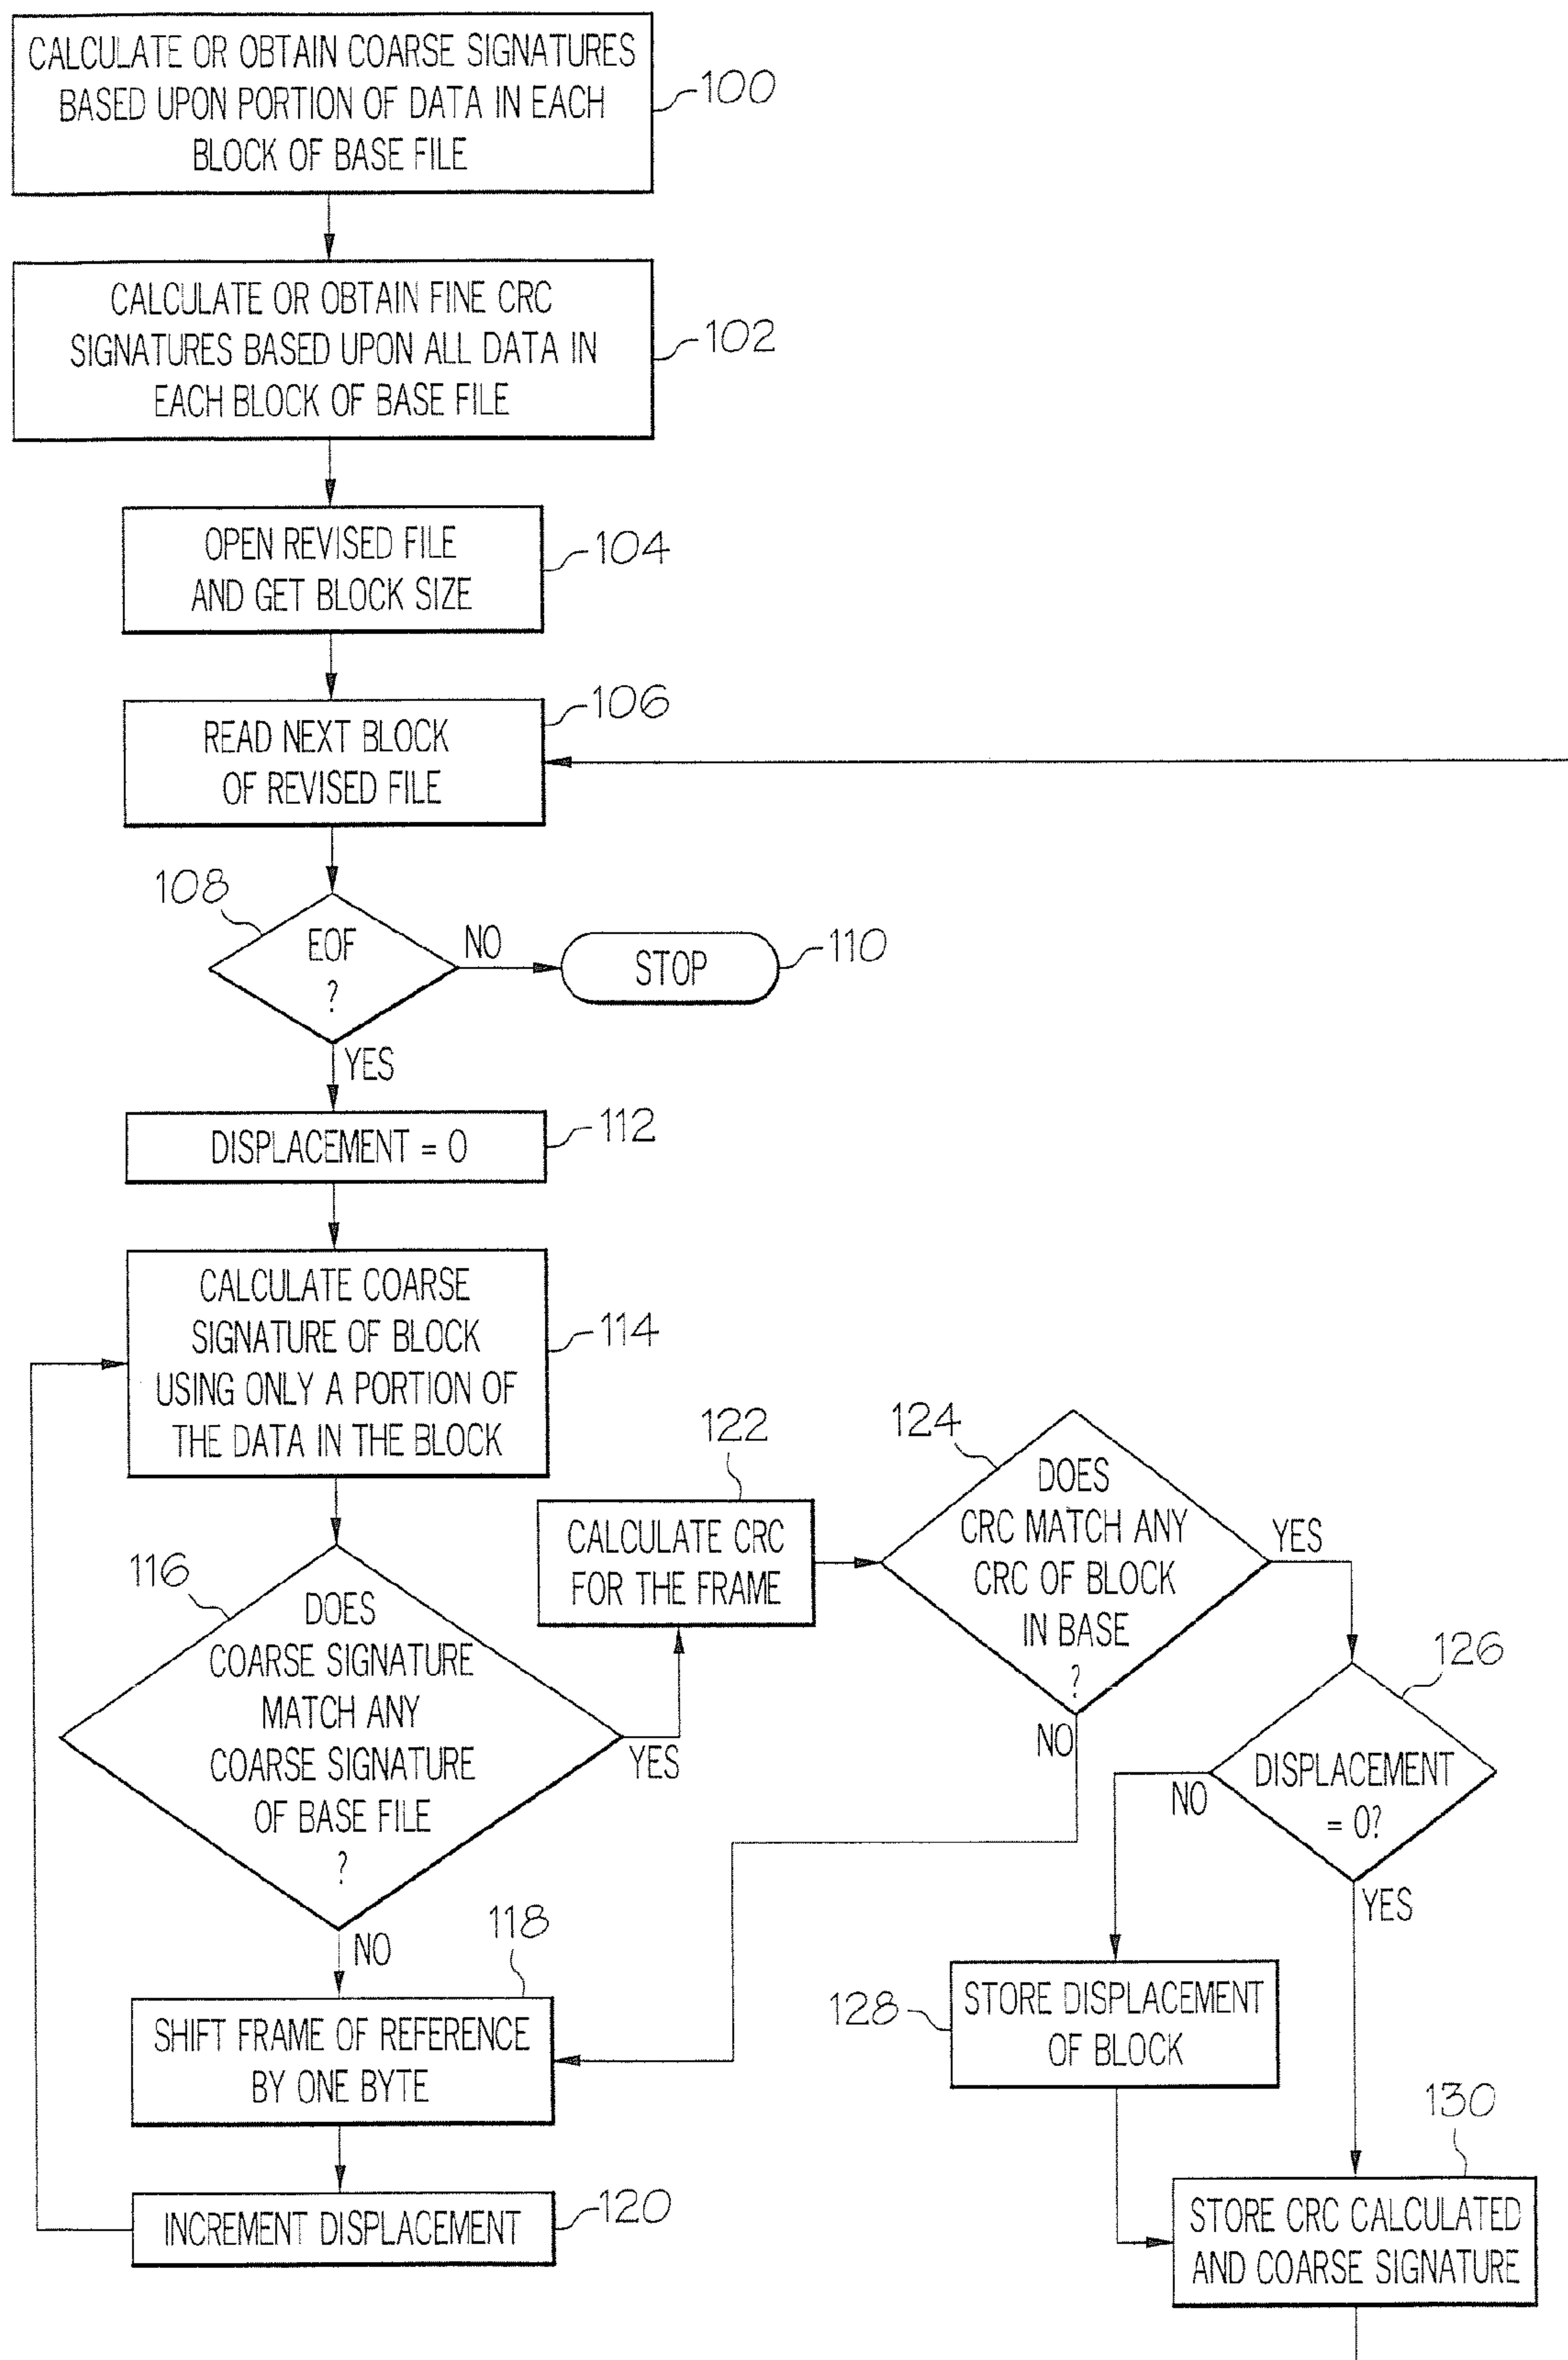 CALCULATE OR OBTAIN COARSE SIGNATURES
BASED UPON PORTION OF DATA IN EACH
BLOCK OF BASE FILE
100
CALCULATE OR OBTAIN FINE CRC
SIGNATURES BASED UPON ALL DATA IN
EACH BLOCK OF BASE FILE
102
OPEN REVISED FILE
AND GET BLOCK SIZE
104
READ NEXT BLOCK
OF REVISED FILE
106
108
EOF
?
NO
STOP
110
YES
DISPLACEMENT = 0
112
CALCULATE COARSE
SIGNATURE OF BLOCK
USING ONLY A PORTION OF
THE DATA IN THE BLOCK
114
116
DOES
COARSE SIGNATURE
MATCH ANY
COARSE SIGNATURE
OF BASE FILE
?
YES
NO
122
CALCULATE CRC
FOR THE FRAME
124
DOES
CRC MATCH ANY
CRC OF BLOCK
IN BASE
?
YES
NO
126
DISPLACEMENT
= 0?
NO
YES
118
SHIFT FRAME OF REFERENCE
BY ONE BYTE
INCREMENT DISPLACEMENT
120
128
STORE DISPLACEMENT
OF BLOCK
130
STORE CRC CALCULATED
AND COARSE SIGNATURE